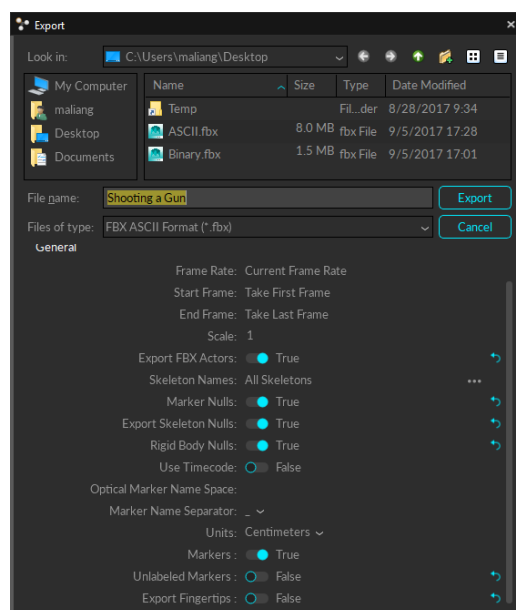 Export
Look in: C:\Users\maliang\Desktop
My Computer
maliang
Desktop
Documents
Name Size Type Date Modified
Temp Fil...der 8/28/2017 9:34
ASCII.fbx 8.0 MB fbx File 9/5/2017 17:28
Binary.fbx 1.5 MB fbx File 9/5/2017 17:01
File name: Shooting a Gun Export
Files of type: FBX ASCII Format (*.fbx) Cancel
General
Frame Rate: Current Frame Rate
Start Frame: Take First Frame
End Frame: Take Last Frame
Scale: 1
Export FBX Actors: True
Skeleton Names: All Skeletons ...
Marker Nulls: True
Export Skeleton Nulls: True
Rigid Body Nulls: True
Use Timecode: False
Optical Marker Name Space:
Marker Name Separator: _
Units: Centimeters
Markers : True
Unlabeled Markers : False
Export Fingertips : False